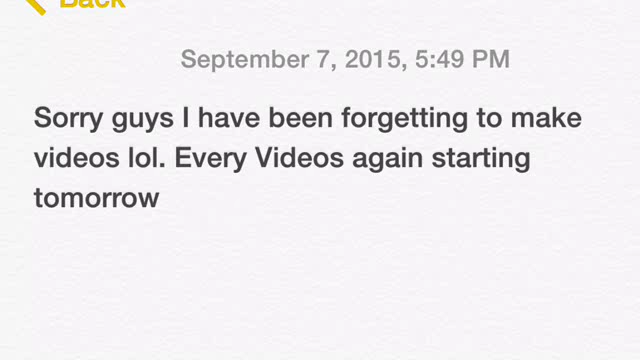 Back
September 7, 2015, 5:49 PM
Sorry guys I have been forgetting to make
videos lol. Every Videos again starting
tomorrow